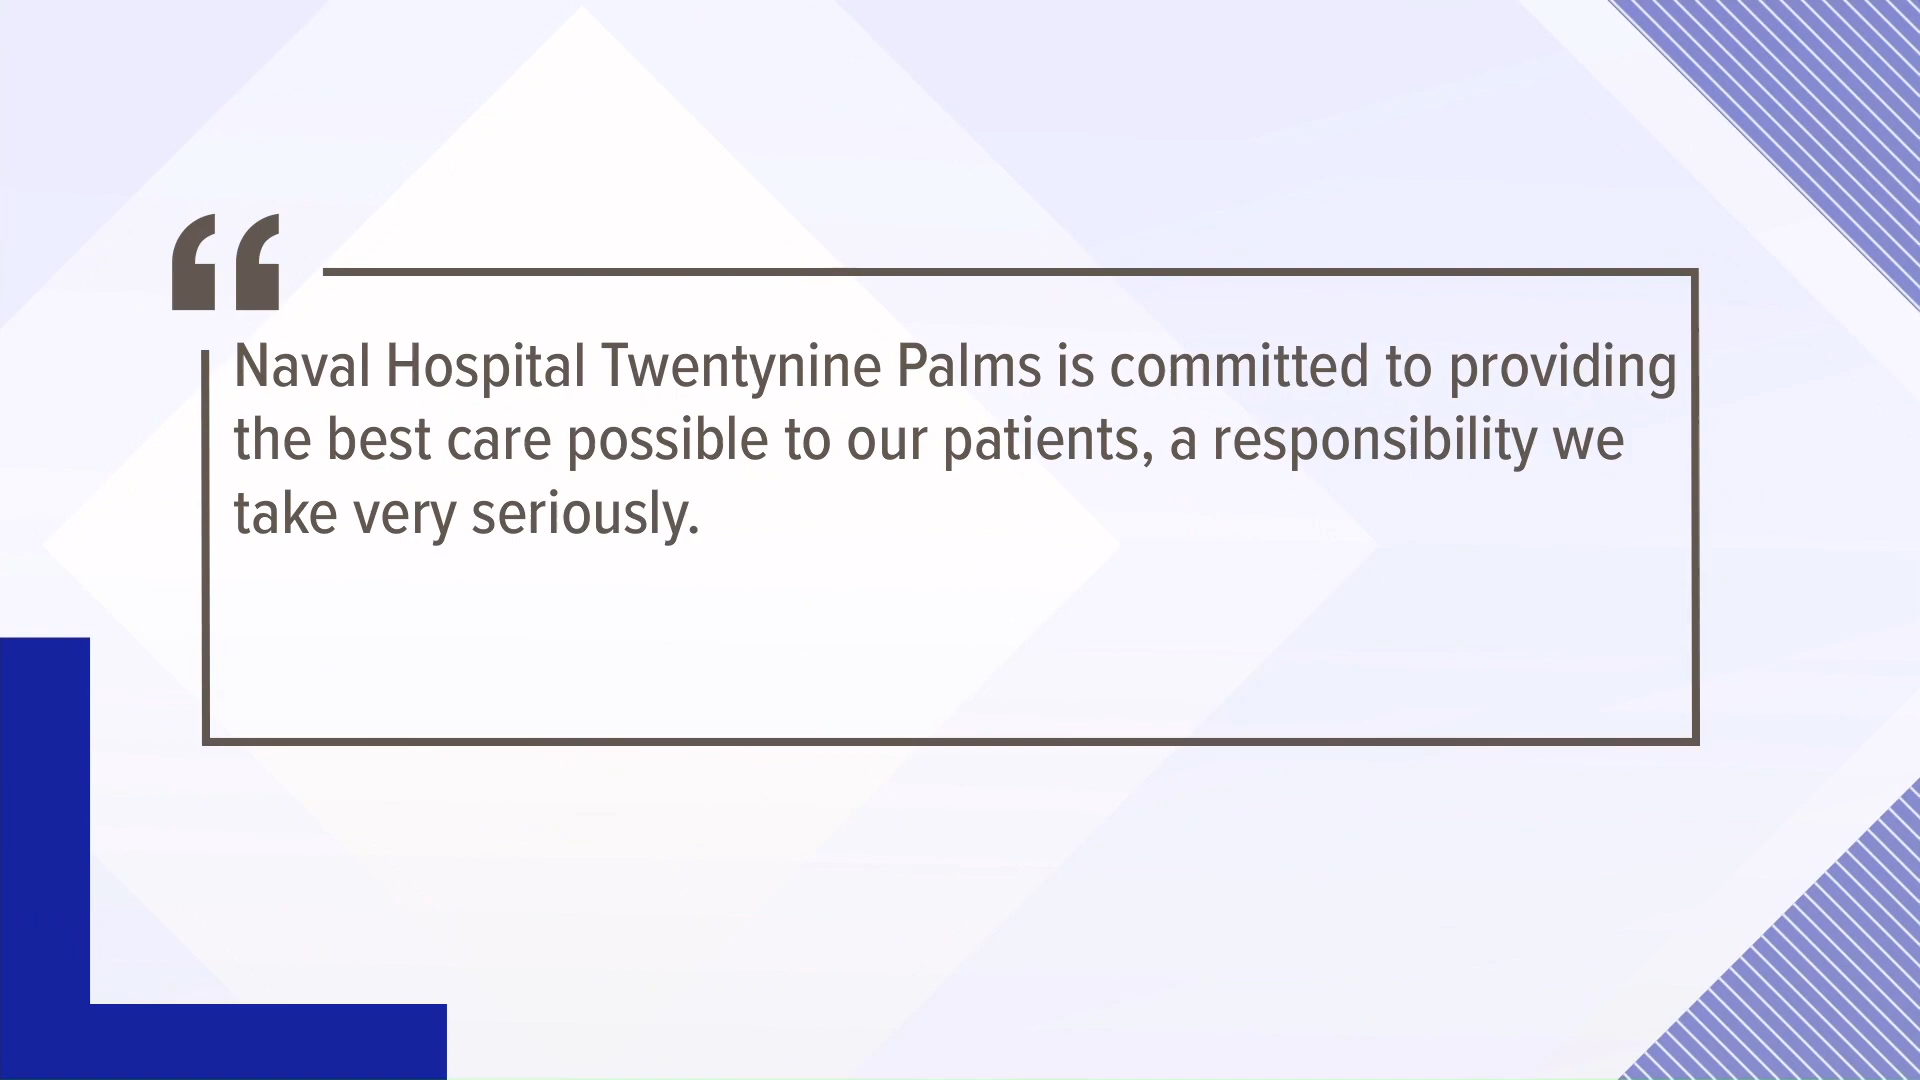 “
Naval Hospital Twentynine Palms is committed to providing
the best care possible to our patients, a responsibility we
take very seriously.